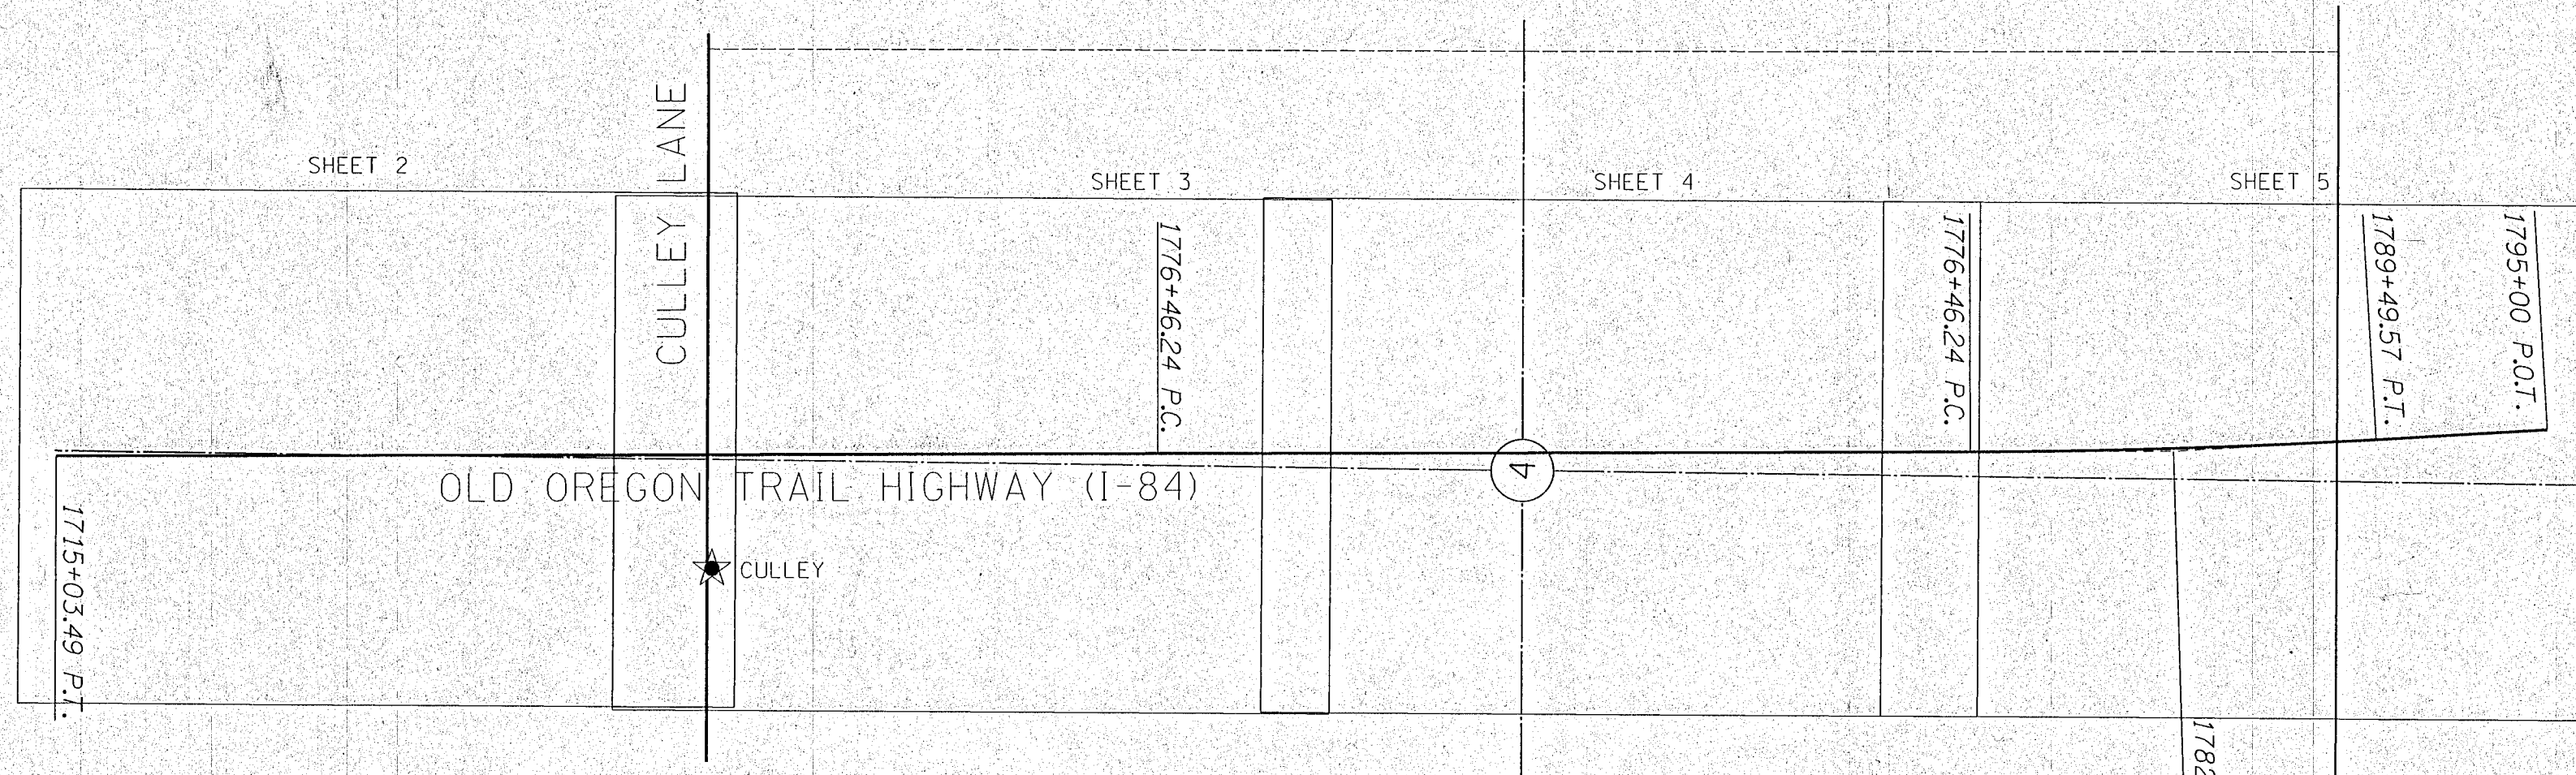 SHEET 2
CULLEY LANE
SHEET 3
SHEET 4
SHEET 5
1776+46.24 P.C.
1776+46.24 P.C.
1789+49.57 P.T.
1795+00 P.O.T.
OLD OREGON TRAIL HIGHWAY (I-84)
4
1715+03.49 P.T.
CULLEY
1782